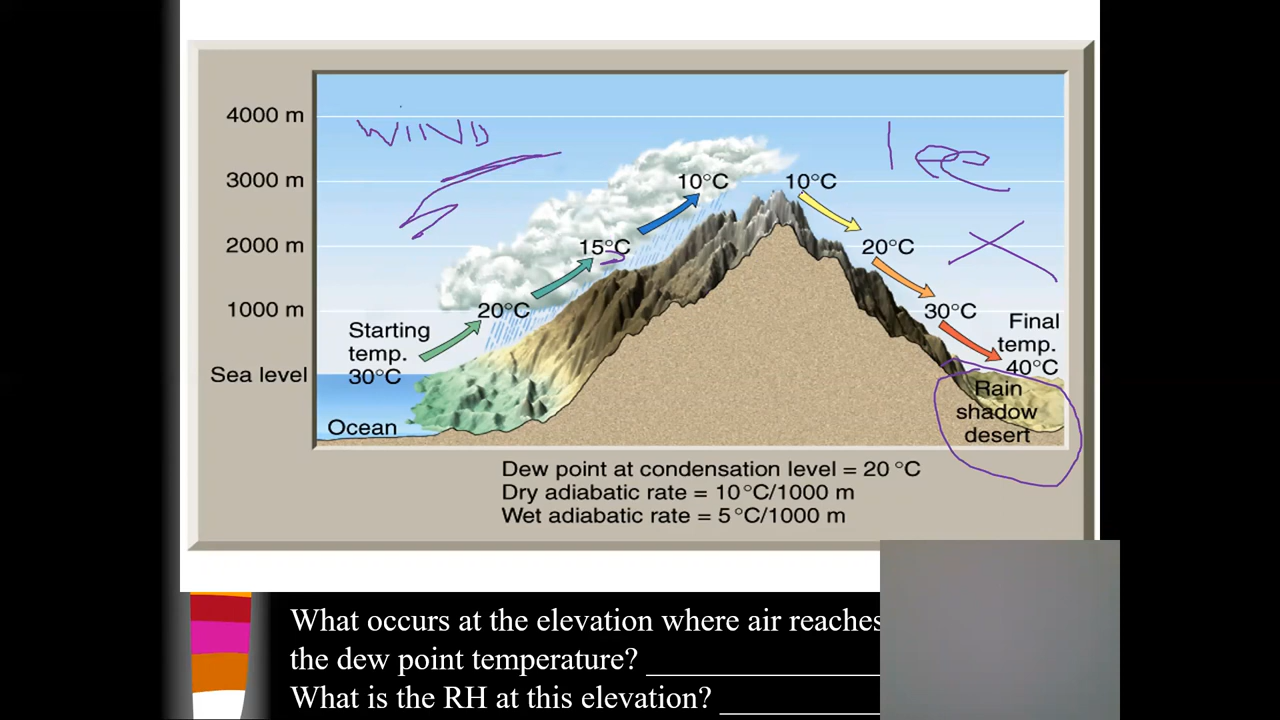 4000 m
WIND
lee
3000 m
10°C
10°C
2000 m
15°C
20°C
1000 m
20°C
30°C
Starting
temp.
30°C
Final
temp.
40°C
Sea level
Rain
shadow
desert
Ocean
Dew point at condensation level = 20 °C
Dry adiabatic rate = 10°C/1000 m
Wet adiabatic rate = 5°C/1000 m
What occurs at the elevation where air reaches
the dew point temperature? ____________
What is the RH at this elevation? ________